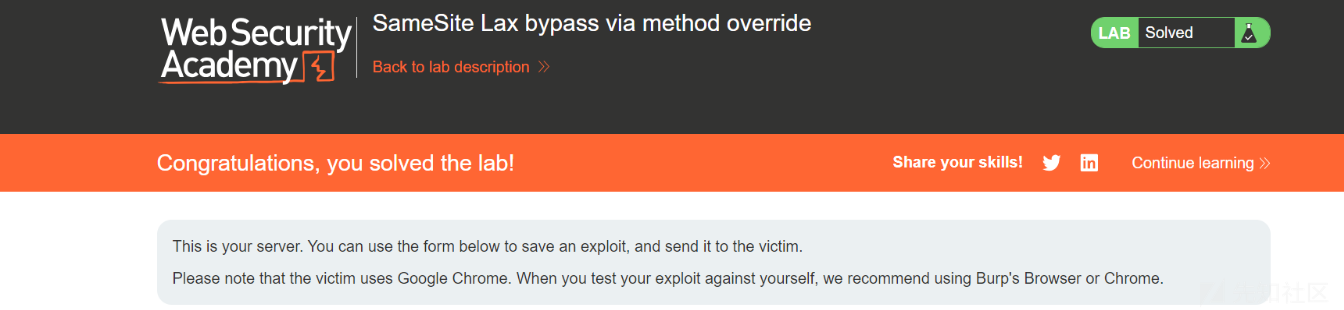 Web Security
Academy
SameSite Lax bypass via method override
Back to lab description
LAB Solved
Congratulations, you solved the lab!
Share your skills!
Continue learning
This is your server. You can use the form below to save an exploit, and send it to the victim.
Please note that the victim uses Google Chrome. When you test your exploit against yourself, we recommend using Burp's Browser or Chrome.